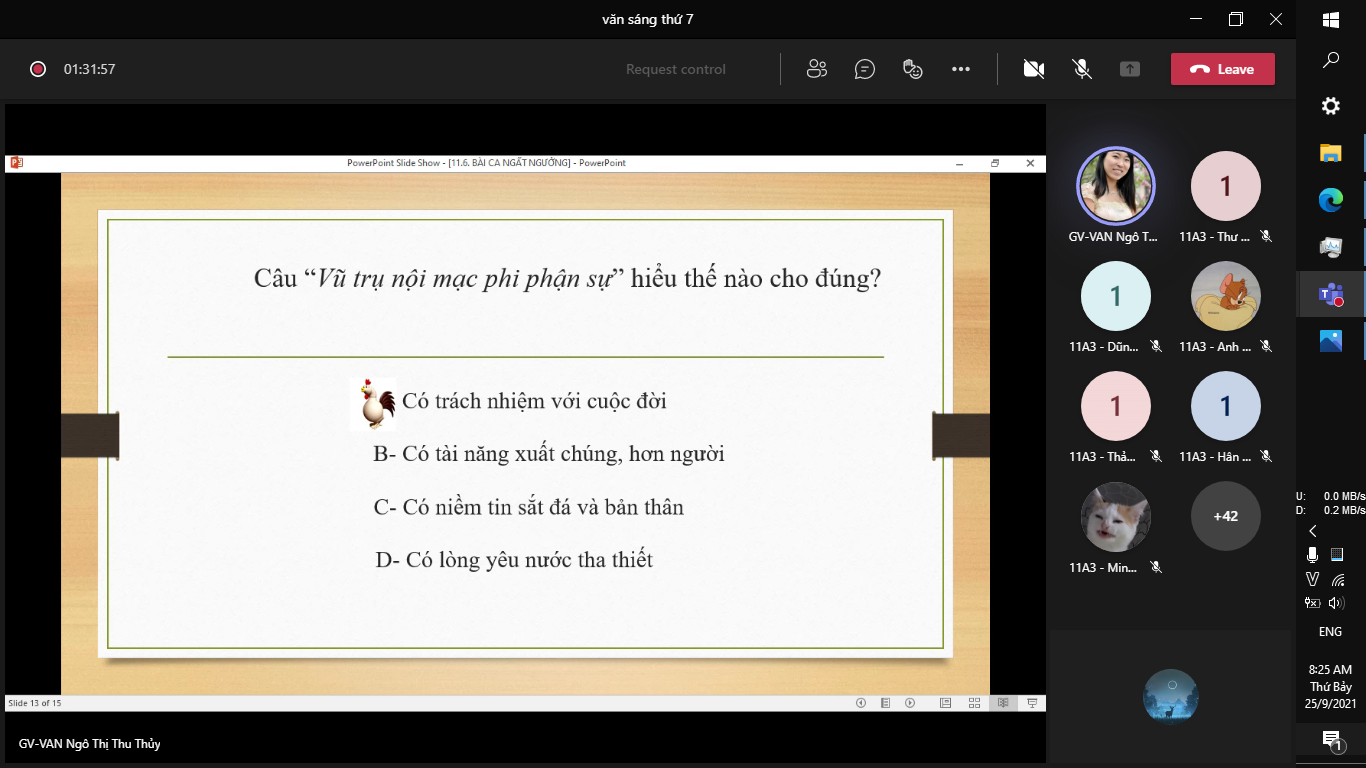 văn sáng thứ 7
01:31:57
Request control
Leave
PowerPoint Slide Show - [11.6. BÀI CA NGẤT NGƯỞNG] - PowerPoint
Câu “Vũ trụ nội mạc phi phận sự” hiểu thế nào cho đúng?
Có trách nhiệm với cuộc đời
B- Có tài năng xuất chúng, hơn người
C- Có niềm tin sắt đá và bản thân
D- Có lòng yêu nước tha thiết
Slide 13 of 15
GV-VAN Ngô Thị Thu Thủy
GV-VAN Ngô T...
1
11A3 - Thư ...
1
11A3 - Dũn...
11A3 - Anh ...
1
11A3 - Thả...
1
11A3 - Hân ...
11A3 - Min...
+42
U: 0.0 MB/s
D: 0.2 MB/s
ENG
8:25 AM
Thứ Bảy
25/9/2021
1